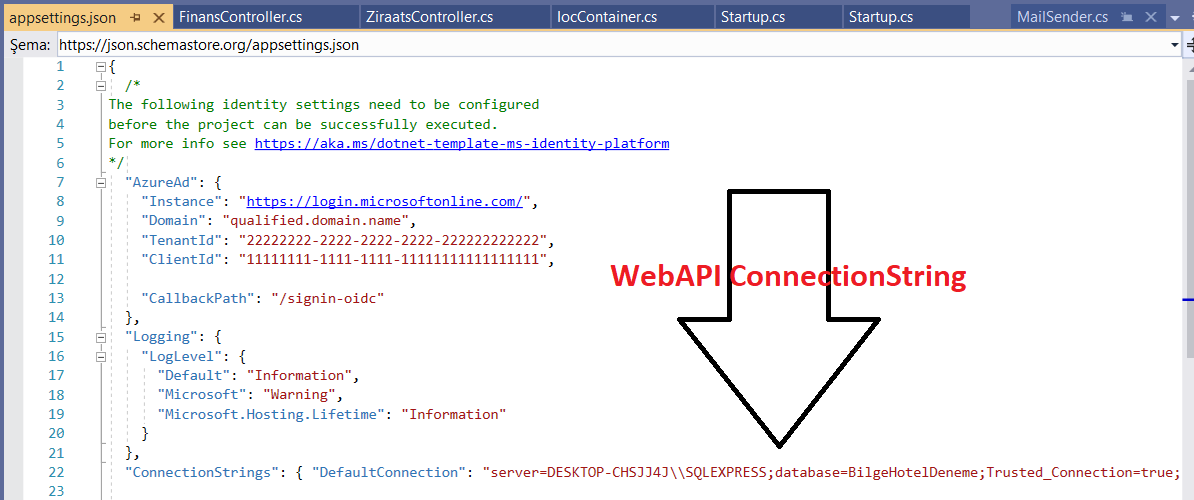 appsettings.json FinansController.cs ZiraatsController.cs IocContainer.cs Startup.cs Startup.cs MailSender.cs
Şema: https://json.schemastore.org/appsettings.json
1 {
2 /*
3 The following identity settings need to be configured
4 before the project can be successfully executed.
5 For more info see https://aka.ms/dotnet-template-ms-identity-platform
6 */
7 "AzureAd": {
8 "Instance": "https://login.microsoftonline.com/",
9 "Domain": "qualified.domain.name",
10 "TenantId": "22222222-2222-2222-2222-222222222222",
11 "ClientId": "11111111-1111-1111-11111111111111111",
12
13 "CallbackPath": "/signin-oidc"
14 },
15 "Logging": {
16 "LogLevel": {
17 "Default": "Information",
18 "Microsoft": "Warning",
19 "Microsoft.Hosting.Lifetime": "Information"
20 }
21 },
22 "ConnectionStrings": { "DefaultConnection": "server=DESKTOP-CHSJJ4J\\SQLEXPRESS;database=BilgeHotelDeneme;Trusted_Connection=true;
23
WebAPI ConnectionString